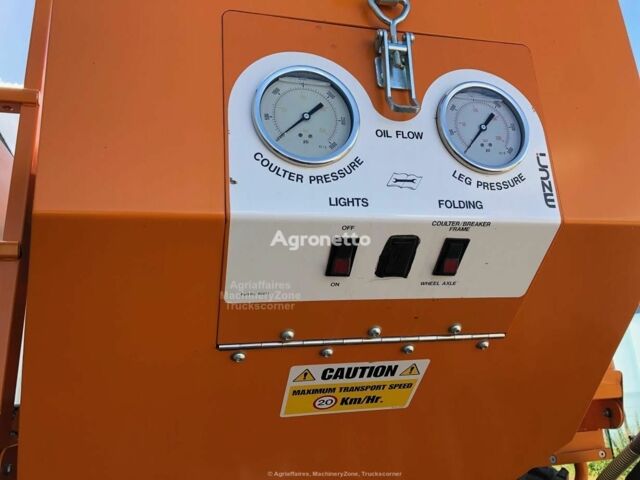 OIL FLOW
COULTER PRESSURE
LEG PRESSURE
LIGHTS
FOLDING
OFF
COULTER/BREAKER
FRAME
ON
WHEEL AXLE
Agronetto
Agriaffaires
MachineryZone
Truckscorner
CAUTION
MAXIMUM TRANSPORT SPEED
20 Km/Hr.
© Agriaffaires, MachineryZone, Truckscorner